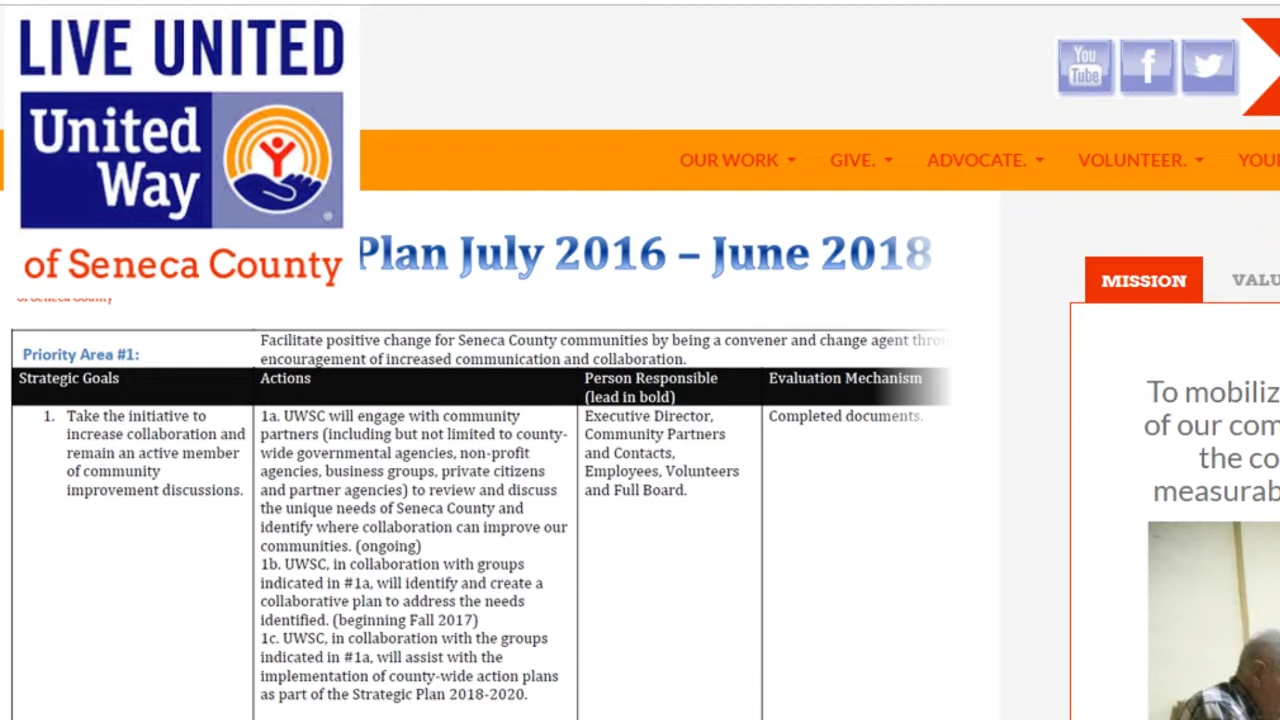 LIVE UNITED
United
Way
®
of Seneca County
of Seneca County
You
Tube
f
OUR WORK
GIVE.
ADVOCATE.
VOLUNTEER.
Plan July 2016 – June 2018
MISSION
Priority Area #1:
Facilitate positive change for Seneca County communities by being a convener and change agent
encouragement of increased communication and collaboration.
Strategic Goals
Actions
Person Responsible
(lead in bold)
Evaluation Mechanism
1. Take the initiative to
increase collaboration and
remain an active member
of community
improvement discussions.
1a. UWSC will engage with community
partners (including but not limited to county-
wide governmental agencies, non-profit
agencies, business groups, private citizens
and partner agencies) to review and discuss
the unique needs of Seneca County and
identify where collaboration can improve our
communities. (ongoing)
1b. UWSC, in collaboration with groups
indicated in #1a, will identify and create a
collaborative plan to address the needs
identified. (beginning Fall 2017)
1c. UWSC, in collaboration with the groups
indicated in #1a, will assist with the
implementation of county-wide action plans
as part of the Strategic Plan 2018-2020.
Executive Director,
Community Partners
and Contacts,
Employees, Volunteers
and Full Board.
Completed documents.
To
of our
the